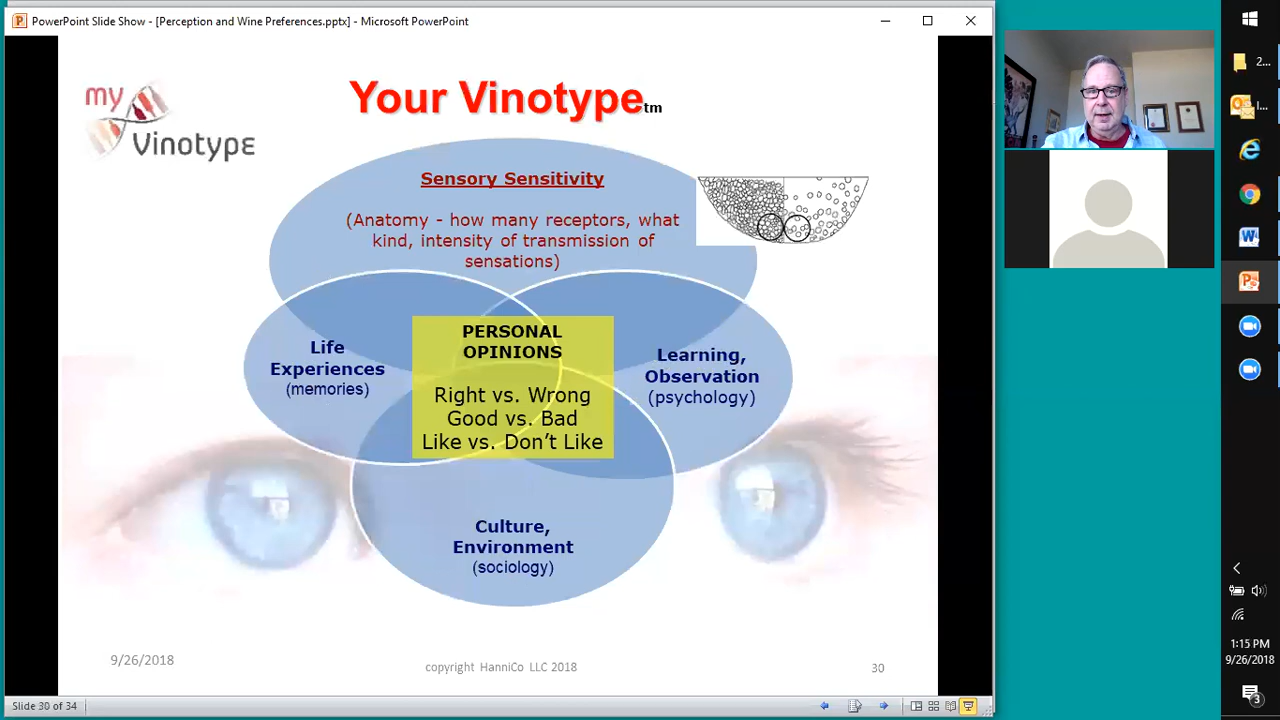 PowerPoint Slide Show - [Perception and Wine Preferences.pptx] - Microsoft PowerPoint
my
Vinotype
Your Vinotype tm
Sensory Sensitivity
(Anatomy - how many receptors, what
kind, intensity of transmission of
sensations)
PERSONAL
OPINIONS
Right vs. Wrong
Good vs. Bad
Like vs. Don’t Like
Life
Experiences
(memories)
Learning,
Observation
(psychology)
Culture,
Environment
(sociology)
9/26/2018
copyright HanniCo LLC 2018
30
Slide 30 of 34
2...
I...
1:15 PM
9/26/2018
3